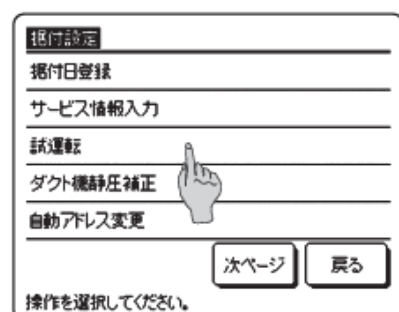 据付設定
据付日登録
サービス情報入力
試運転
ダクト機静圧補正
自動アドレス変更
次ページ 戻る
操作を選択してください。